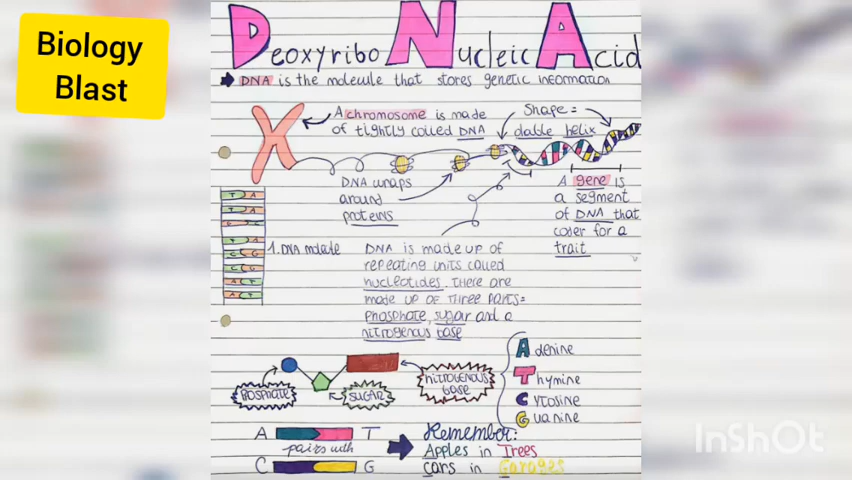 Biology
Blast
Deoxyribo Nucleic Acid
DNA is the molecule that stores genetic information
A chromosome is made
of tightly coiled DNA
Shape =
double helix
DNA wraps
around
proteins
A gene is
a segment
of DNA that
coder for a
trait
T A
T A
C G
T A
C G
C G
A T
1. DNA molecule
DNA is made up of
repeating units called
nucleotides. There are
made up of three parts=
phosphate, sugar and a
nitrogenous base
PHOSPHATE
SUGAR
NITROGENOUS
BASE
Adenine
Thymine
Cytosine
Guanine
A T
pairs with
C G
Remember:
Apples in Trees
Cars in Garages
InShOt